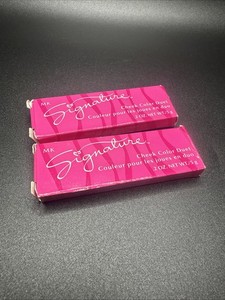 MK
Signature.
Cheek Color Duet
Couleur pour les joues en duo
MK
Signature.
Cheek Color Duet
Couleur pour les joues en duo